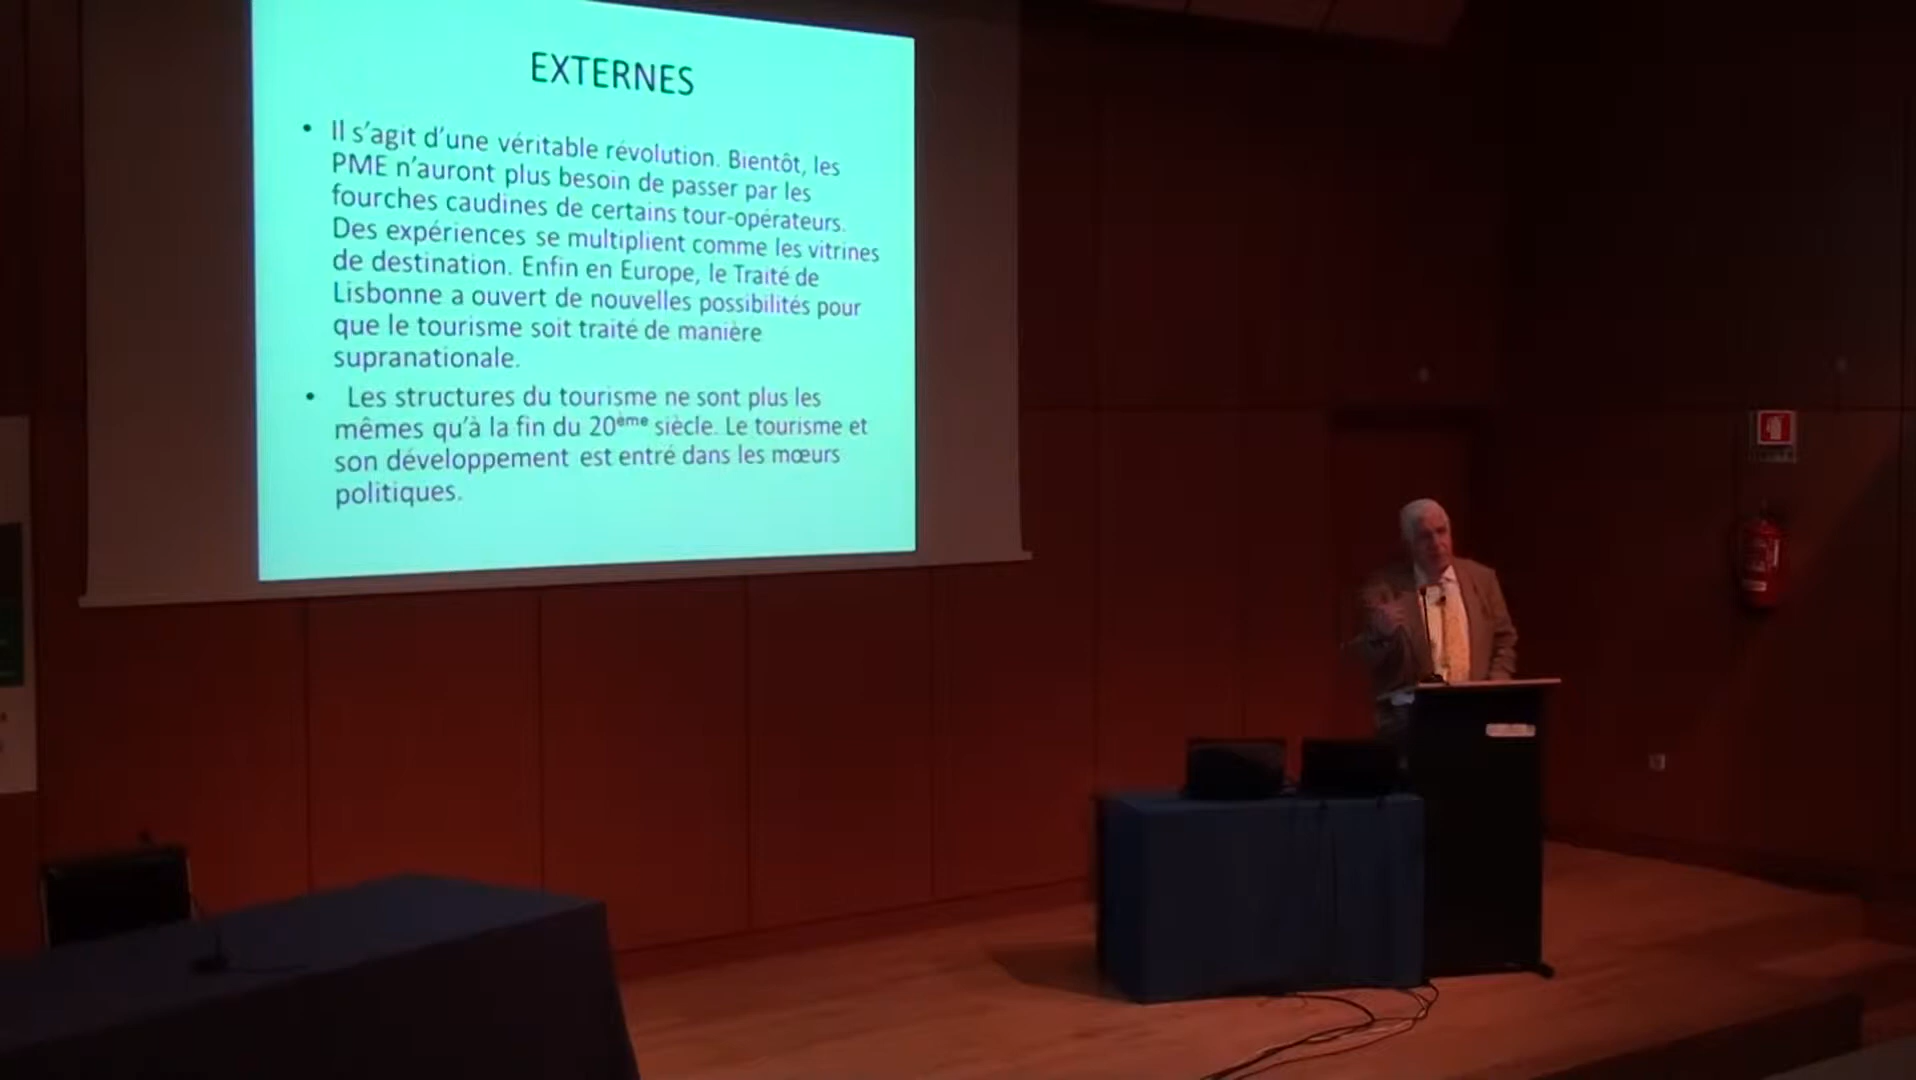 EXTERNES
• Il s'agit d'une véritable révolution. Bientôt, les
PME n'auront plus besoin de passer par les
fourches caudines de certains tour-opérateurs.
Des expériences se multiplient comme les vitrines
de destination. Enfin en Europe, le Traité de
Lisbonne a ouvert de nouvelles possibilités pour
que le tourisme soit traité de manière
supranationale.
• Les structures du tourisme ne sont plus les
mêmes qu'à la fin du 20ème siècle. Le tourisme et
son développement est entré dans les mœurs
politiques.